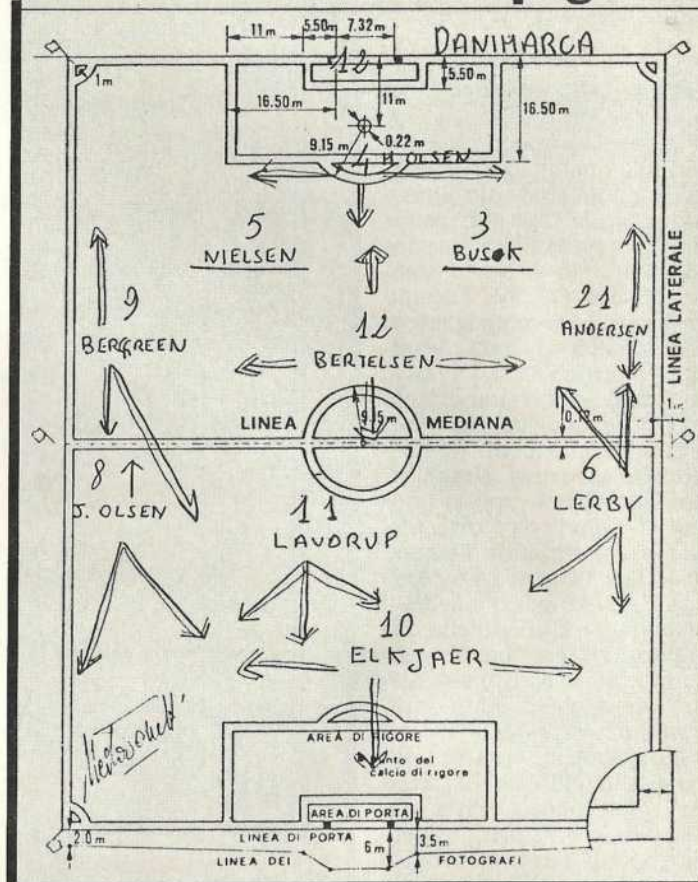 11m 5.50m 7.32m DANIMARCA
1m 12 5.50m
16.50m 11m 16.50m
9.15m 0.22m
4 H. OLSEN
5 3
NIELSEN BUSOK
9 21
BERGREEN 12 ANDERSEN
BERTELSEN
LINEA LATERALE
LINEA 9.15m MEDIANA 0.12m
8 6
J. OLSEN 11 LERBY
LAUDRUP
10
ELKJAER
AREA DI RIGORE
Punto del
calcio di rigore
AREA DI PORTA
2.0m LINEA DI PORTA 6m 3.5m
LINEA DEI FOTOGRAFI